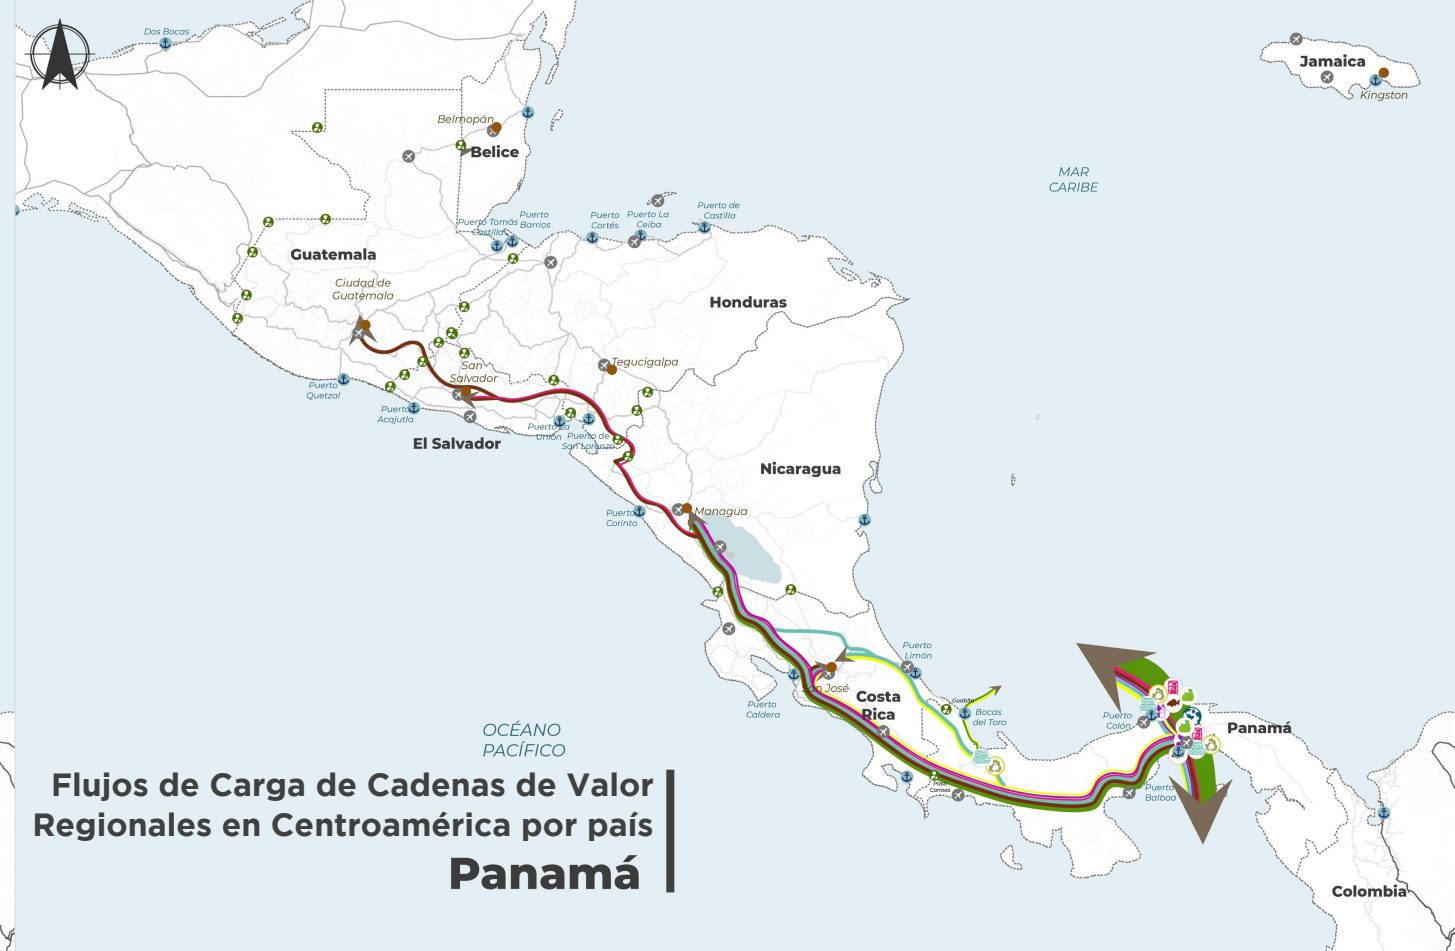 Dos Bocas
Jamaica
Kingston
Belmopán
Belice
MAR
CARIBE
Puerto Tomás
Castilla
Puerto
Barrios
Puerto
Cortés
Puerto La
Ceiba
Puerto de
Castilla
Guatemala
Ciudad de
Guatemala
Honduras
Tegucigalpa
San
Salvador
Puerto
Quetzal
Puerto
Acajutla
El Salvador
Puerto La
Unión
Puerto de
San Lorenzo
Nicaragua
Puerto
Corinto
Managua
Puerto
Limón
San José
Costa
Rica
Puerto
Caldera
Guabito
Bocas
del Toro
Puerto
Colón
Panamá
Canoas
Puerto
Balboa
OCÉANO
PACÍFICO
Flujos de Carga de Cadenas de Valor
Regionales en Centroamérica por país
Panamá
Colombia